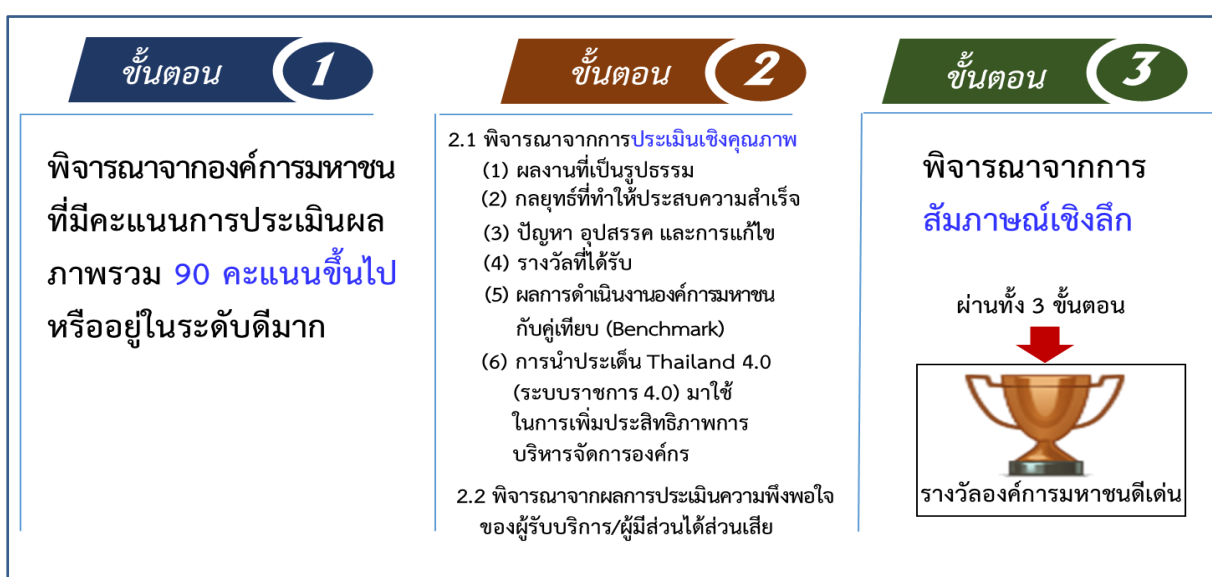 ขั้นตอน 1
พิจารณาจากองค์การมหาชน
ที่มีคะแนนการประเมินผล
ภาพรวม 90 คะแนนขึ้นไป
หรืออยู่ในระดับดีมาก
ขั้นตอน 2
2.1 พิจารณาจากการประเมินเชิงคุณภาพ
(1) ผลงานที่เป็นรูปธรรม
(2) กลยุทธ์ที่ทำให้ประสบความสำเร็จ
(3) ปัญหา อุปสรรค และการแก้ไข
(4) รางวัลที่ได้รับ
(5) ผลการดำเนินงานองค์การมหาชน
กับคู่เทียบ (Benchmark)
(6) การนำประเด็น Thailand 4.0
(ระบบราชการ 4.0) มาใช้
ในการเพิ่มประสิทธิภาพการ
บริหารจัดการองค์กร
2.2 พิจารณาจากผลการประเมินความพึงพอใจ
ของผู้รับบริการ/ผู้มีส่วนได้ส่วนเสีย
ขั้นตอน 3
พิจารณาจากการ
สัมภาษณ์เชิงลึก
ผ่านทั้ง 3 ขั้นตอน
รางวัลองค์การมหาชนดีเด่น